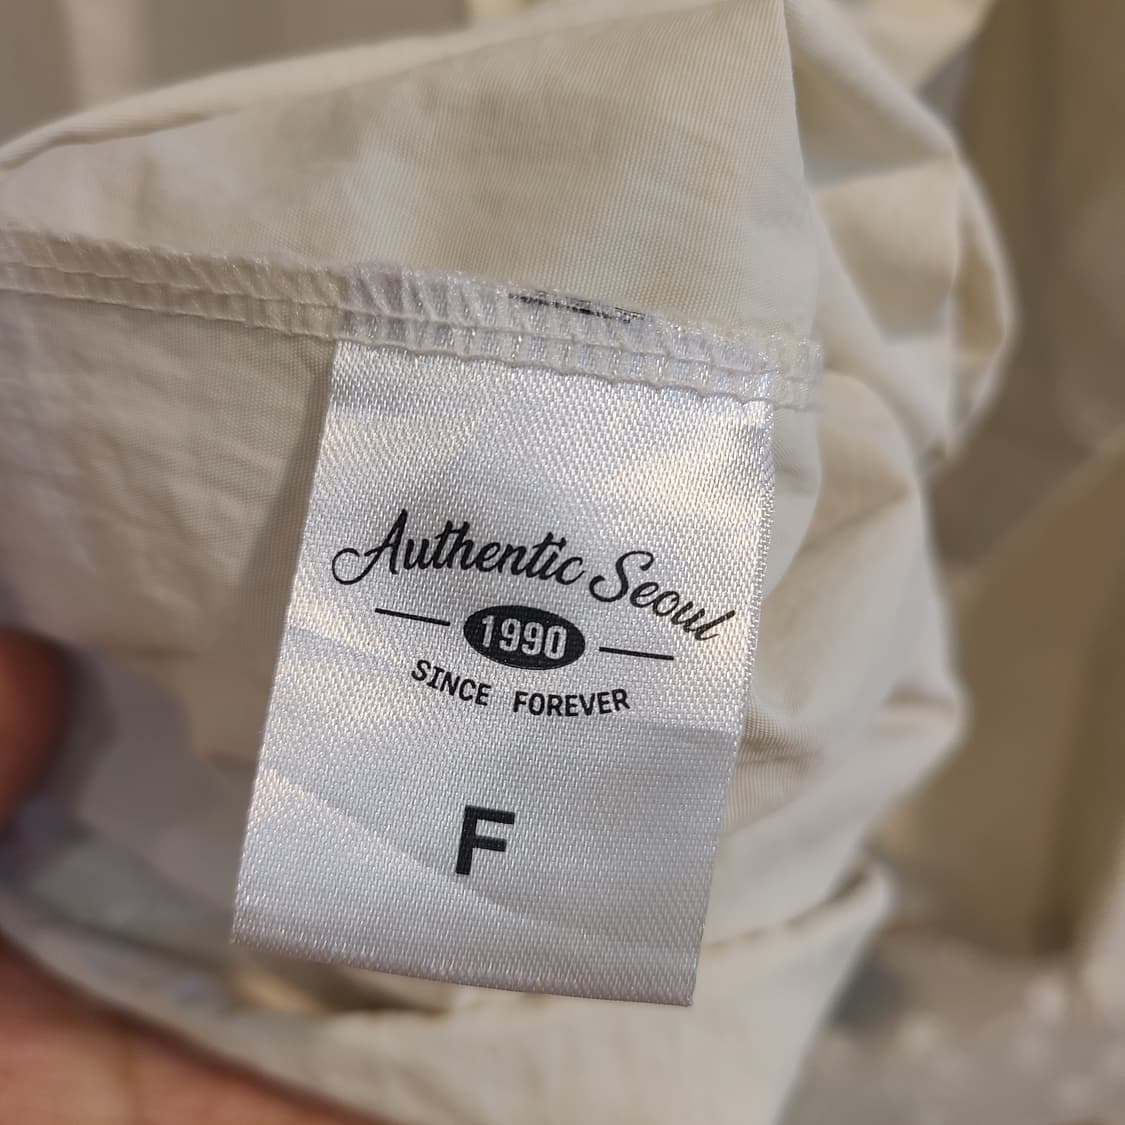 Authentic Seoul
1990
SINCE FOREVER
F